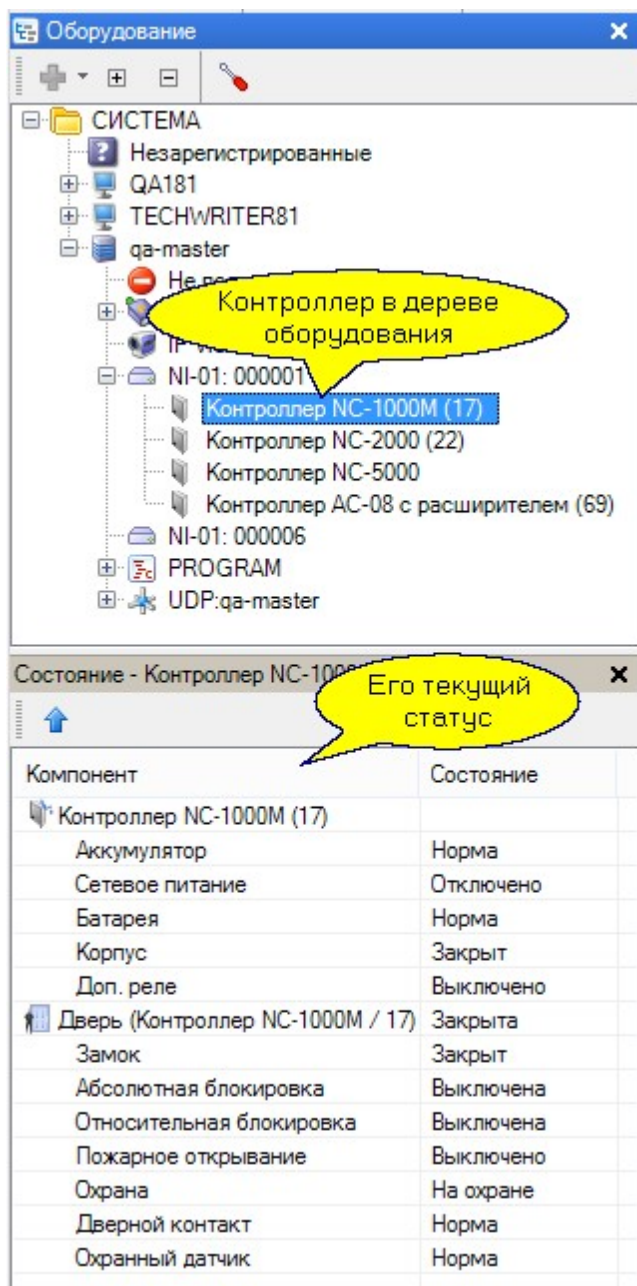 Оборудование
СИСТЕМА
Незарегистрированные
QA181
TECHWRITER81
qa-master
Контроллер в дереве
оборудования
NI-01: 000001
Контроллер NC-1000M (17)
Контроллер NC-2000 (22)
Контроллер NC-5000
Контроллер AC-08 с расширителем (69)
NI-01: 000006
PROGRAM
UDP:qa-master
Состояние - Контроллер
Его текущий
статус
Компонент Состояние
Контроллер NC-1000M (17)
Аккумулятор Норма
Сетевое питание Отключено
Батарея Норма
Корпус Закрыт
Доп. реле Выключено
Дверь (Контроллер NC-1000M / 17) Закрыта
Замок Закрыт
Абсолютная блокировка Выключена
Относительная блокировка Выключена
Пожарное открывание Выключено
Охрана На охране
Дверной контакт Норма
Охранный датчик Норма